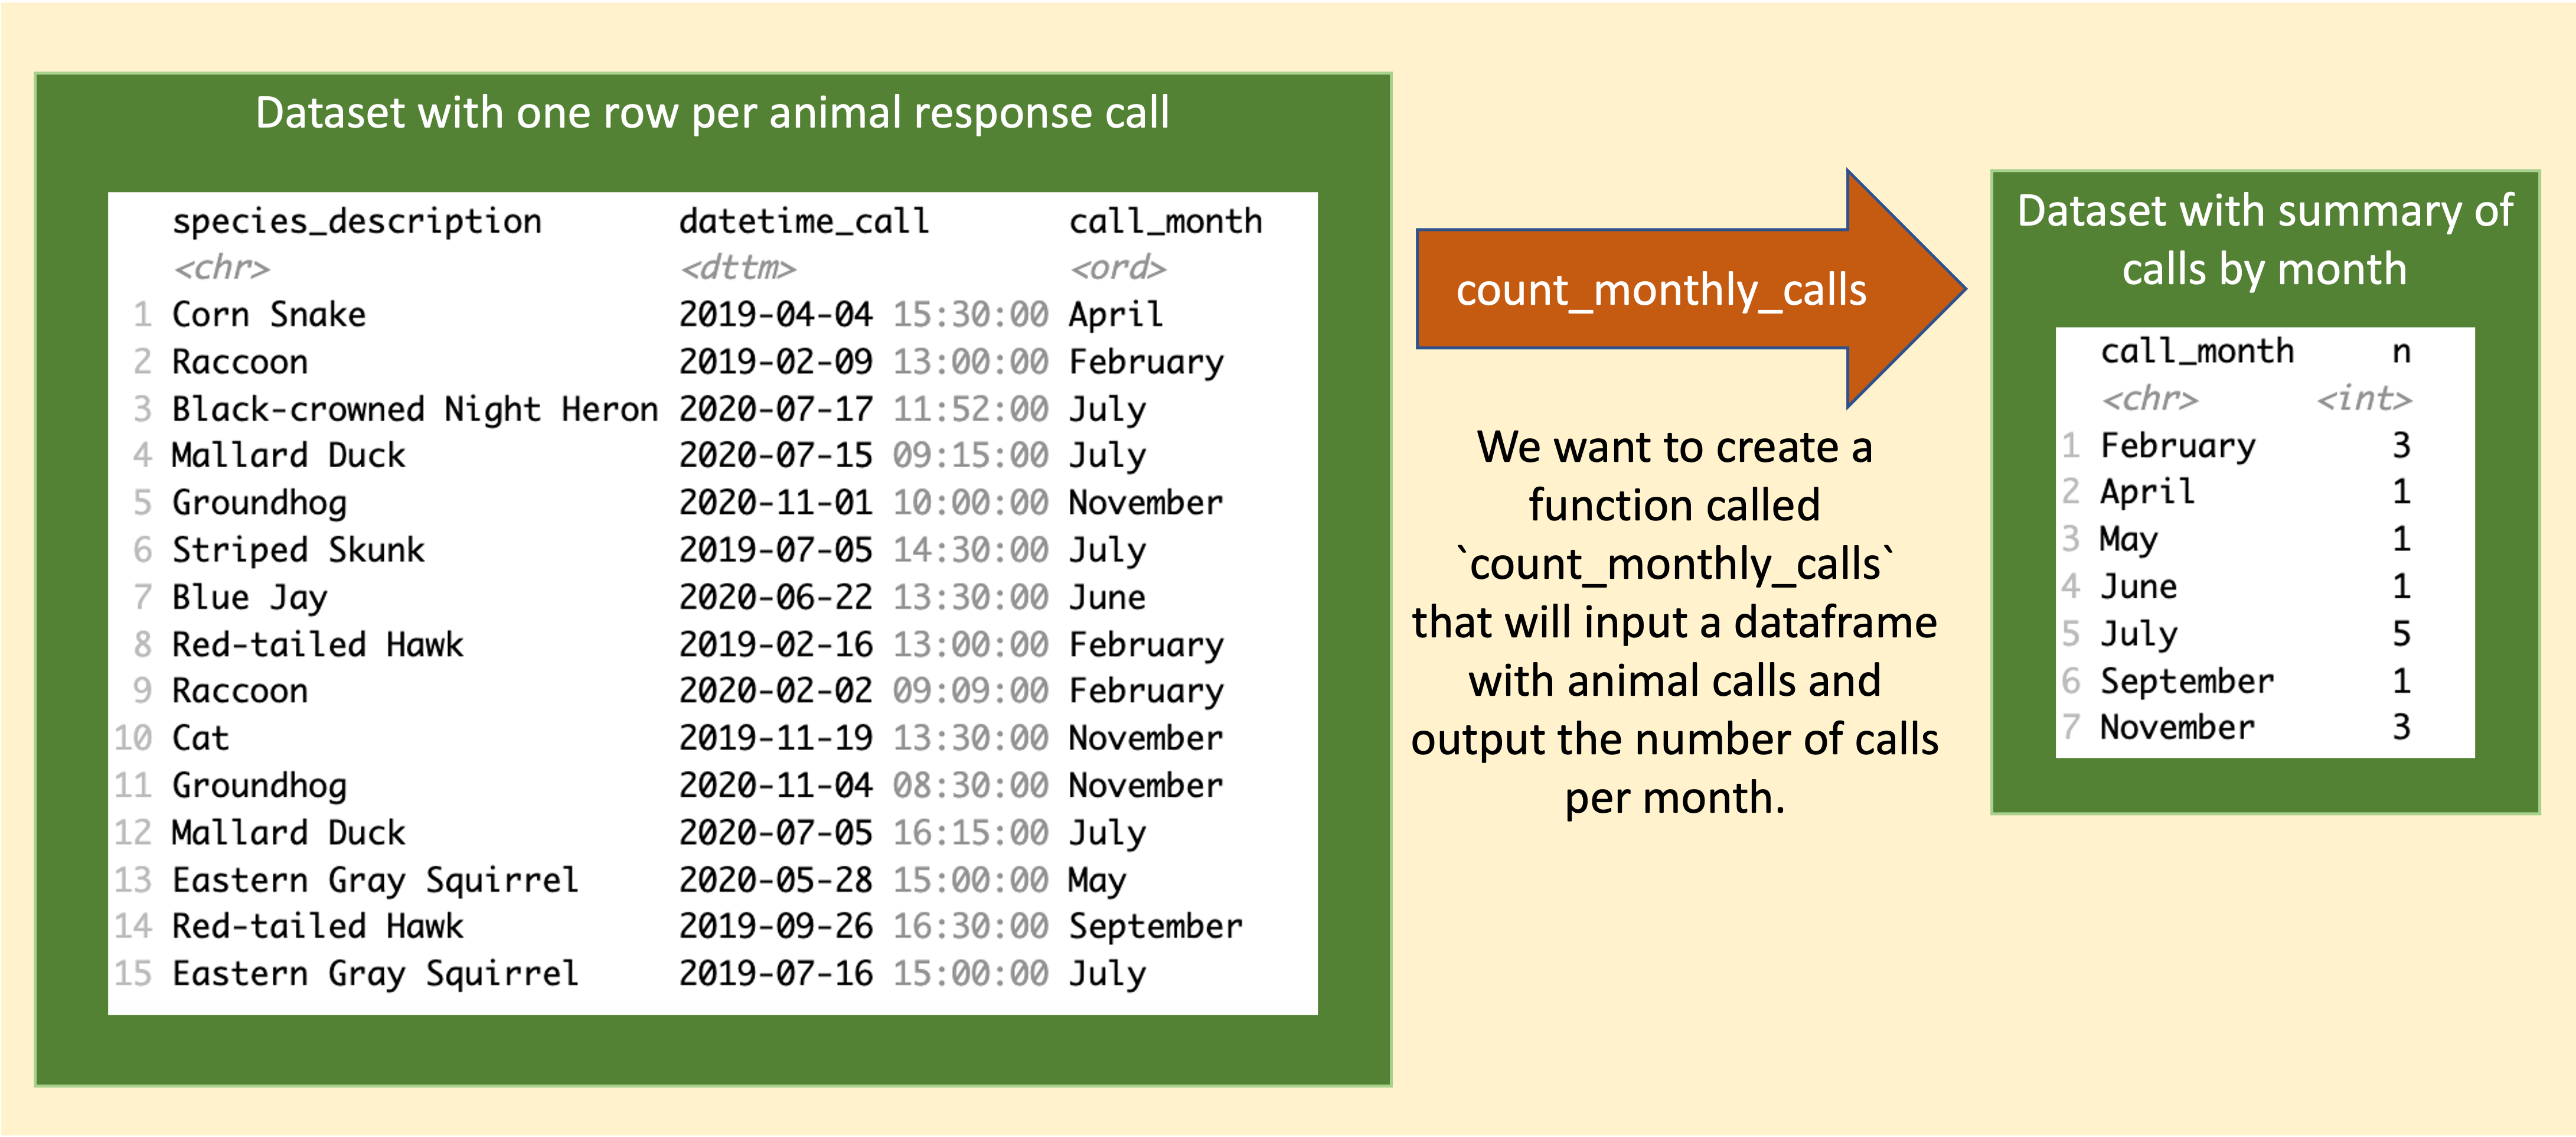 Dataset with one row per animal response call
species_description datetime_call call_month
<chr> <dttm> <ord>
1 Corn Snake 2019-04-04 15:30:00 April
2 Raccoon 2019-02-09 13:00:00 February
3 Black-crowned Night Heron 2020-07-17 11:52:00 July
4 Mallard Duck 2020-07-15 09:15:00 July
5 Groundhog 2020-11-01 10:00:00 November
6 Striped Skunk 2019-07-05 14:30:00 July
7 Blue Jay 2020-06-22 13:30:00 June
8 Red-tailed Hawk 2019-02-16 13:00:00 February
9 Raccoon 2020-02-02 09:09:00 February
10 Cat 2019-11-19 13:30:00 November
11 Groundhog 2020-11-04 08:30:00 November
12 Mallard Duck 2020-07-05 16:15:00 July
13 Eastern Gray Squirrel 2020-05-28 15:00:00 May
14 Red-tailed Hawk 2019-09-26 16:30:00 September
15 Eastern Gray Squirrel 2019-07-16 15:00:00 July
count_monthly_calls
We want to create a
function called
`count_monthly_calls`
that will input a dataframe
with animal calls and
output the number of calls
per month.
Dataset with summary of
calls by month
call_month n
<chr> <int>
1 February 3
2 April 1
3 May 1
4 June 1
5 July 5
6 September 1
7 November 3